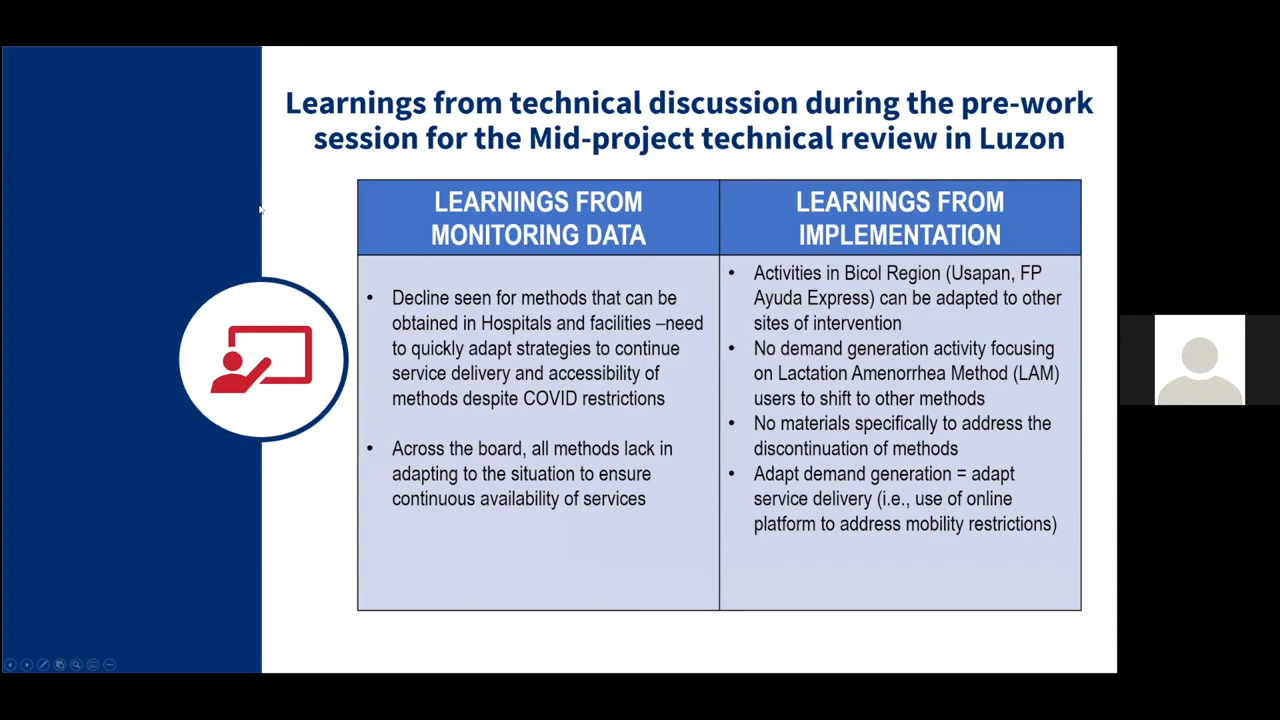 Learnings from technical discussion during the pre-work
session for the Mid-project technical review in Luzon
LEARNINGS FROM
MONITORING DATA
• Decline seen for methods that can be
obtained in Hospitals and facilities –need
to quickly adapt strategies to continue
service delivery and accessibility of
methods despite COVID restrictions
• Across the board, all methods lack in
adapting to the situation to ensure
continuous availability of services
LEARNINGS FROM
IMPLEMENTATION
• Activities in Bicol Region (Usapan, FP
Ayuda Express) can be adapted to other
sites of intervention
• No demand generation activity focusing
on Lactation Amenorrhea Method (LAM)
users to shift to other methods
• No materials specifically to address the
discontinuation of methods
• Adapt demand generation = adapt
service delivery (i.e., use of online
platform to address mobility restrictions)